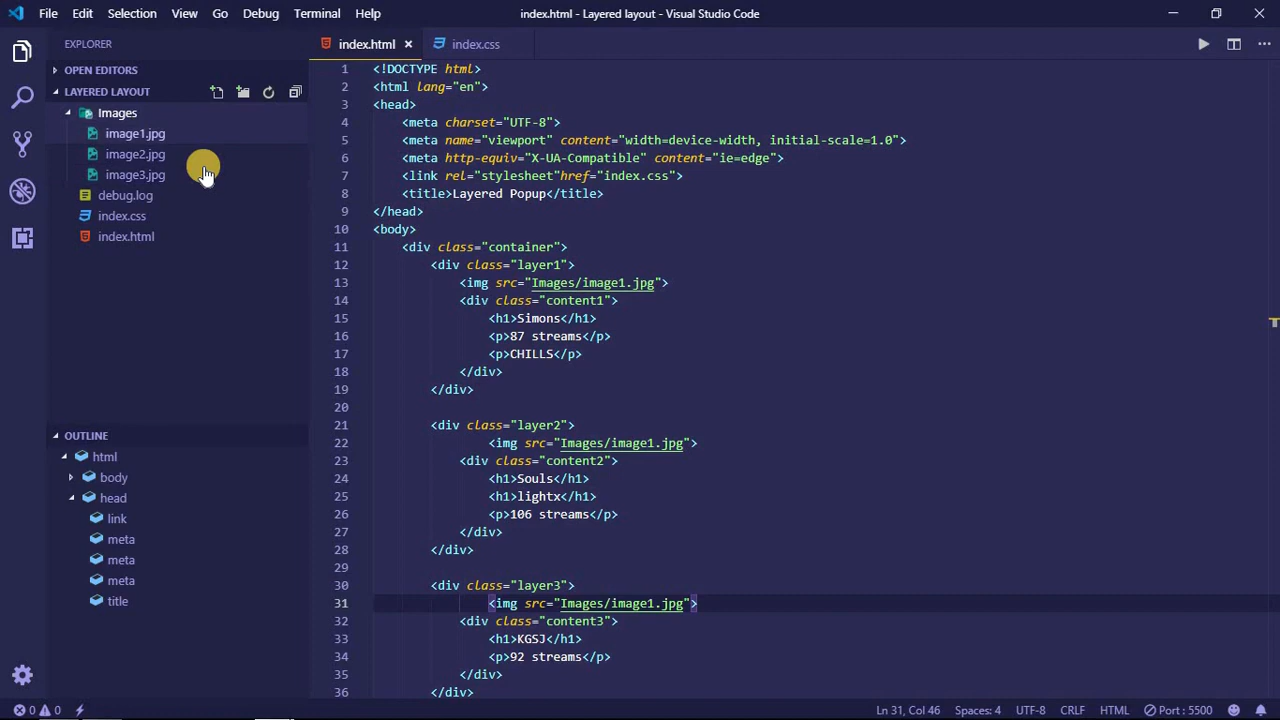 File Edit Selection View Go Debug Terminal Help
index.html - Layered layout - Visual Studio Code
EXPLORER
OPEN EDITORS
LAYERED LAYOUT
Images
image1.jpg
image2.jpg
image3.jpg
debug.log
index.css
index.html
OUTLINE
html
body
head
link
meta
meta
meta
title
index.html
index.css
1 <!DOCTYPE html>
2 <html lang="en">
3 <head>
4 <meta charset="UTF-8">
5 <meta name="viewport" content="width=device-width, initial-scale=1.0">
6 <meta http-equiv="X-UA-Compatible" content="ie=edge">
7 <link rel="stylesheet"href="index.css">
8 <title>Layered Popup</title>
9 </head>
10 <body>
11 <div class="container">
12 <div class="layer1">
13 <img src="Images/image1.jpg">
14 <div class="content1">
15 <h1>Simons</h1>
16 <p>87 streams</p>
17 <p>CHILLS</p>
18 </div>
19 </div>
20
21 <div class="layer2">
22 <img src="Images/image1.jpg">
23 <div class="content2">
24 <h1>Souls</h1>
25 <h1>lightx</h1>
26 <p>106 streams</p>
27 </div>
28 </div>
29
30 <div class="layer3">
31 <img src="Images/image1.jpg">
32 <div class="content3">
33 <h1>KGSJ</h1>
34 <p>92 streams</p>
35 </div>
36 </div>
0 0 Ln 31, Col 46 Spaces: 4 UTF-8 CRLF HTML Port : 5500